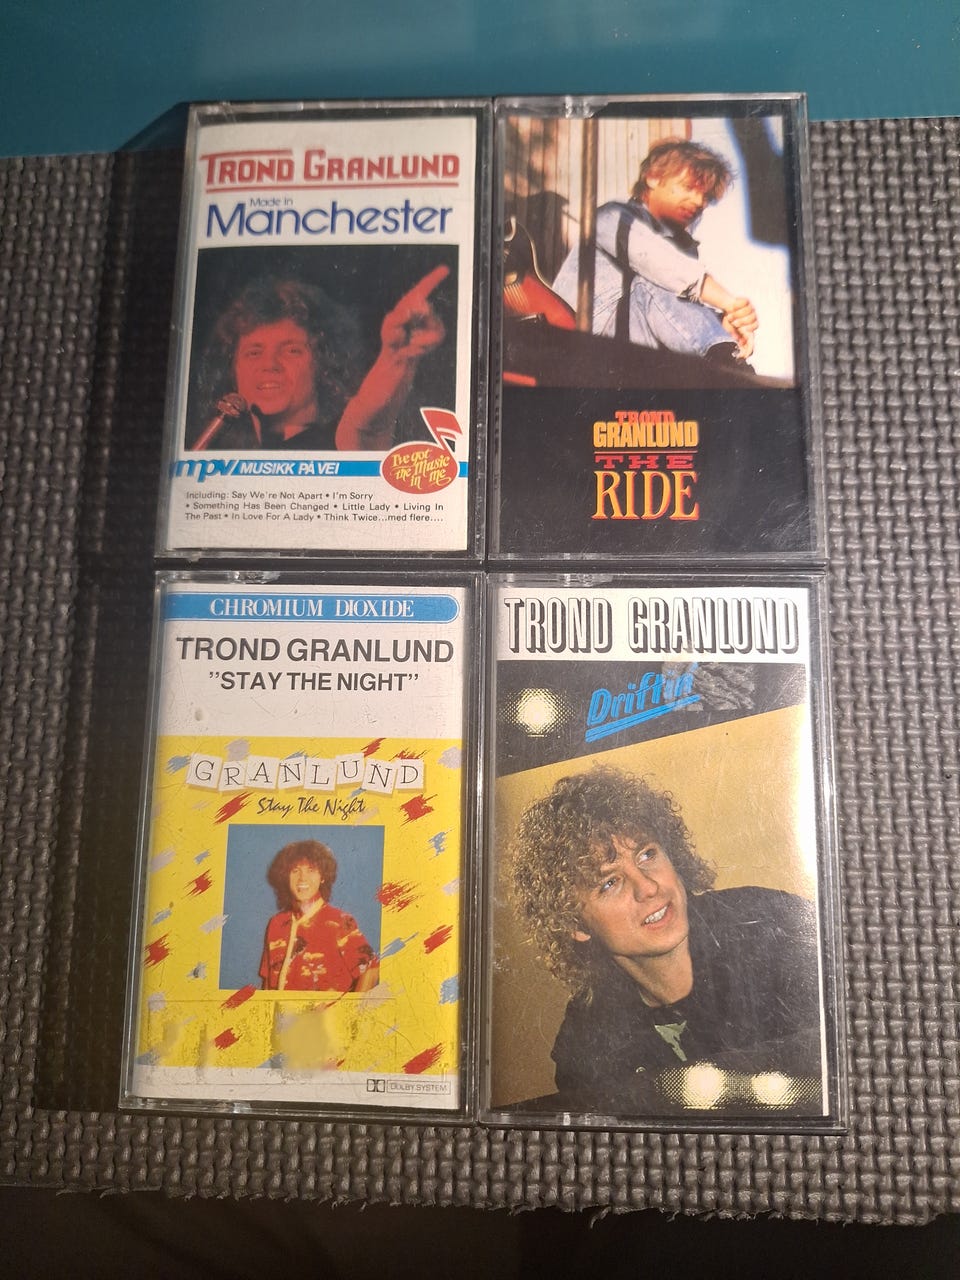 TROND GRANLUND
Made in
Manchester
mpv MUSIKK PÅ VEI
I've got
the Music
in me
Including: Say We're Not Apart • I'm Sorry
• Something Has Been Changed • Little Lady • Living In
The Past • In Love For A Lady • Think Twice...med flere....
TROND
GRANLUND
THE
RIDE
CHROMIUM DIOXIDE
TROND GRANLUND
"STAY THE NIGHT"
GRANLUND
Stay The Night
DOLBY SYSTEM
TROND GRANLUND
Driftin'